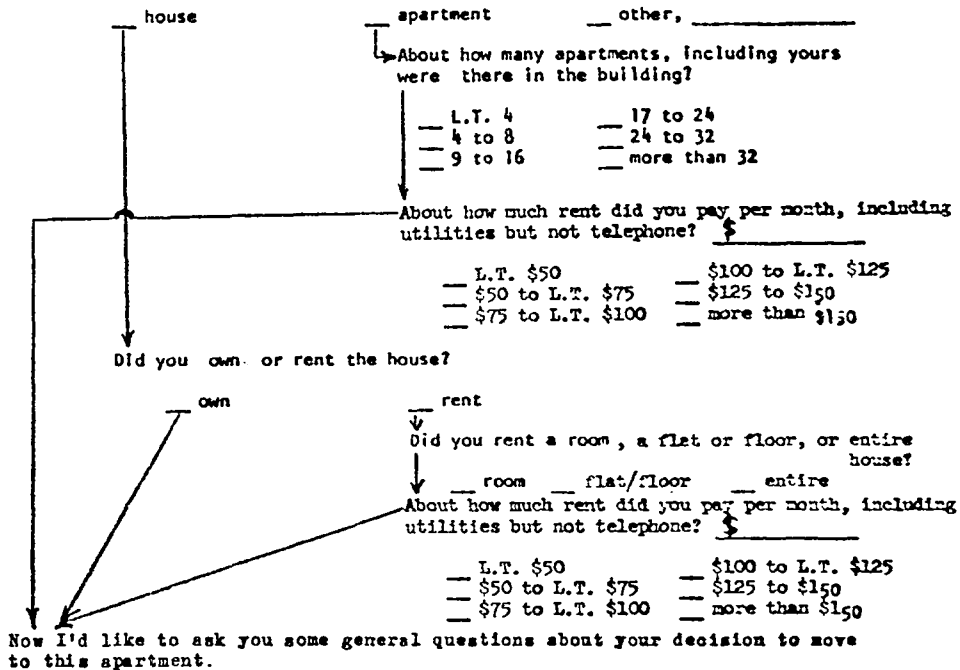 __ house __ apartment __ other, __________
About how many apartments, including yours
were there in the building?
__ L.T. 4 __ 17 to 24
__ 4 to 8 __ 24 to 32
__ 9 to 16 __ more than 32
About how much rent did you pay per month, including
utilities but not telephone? $__________
__ L.T. $50 __ $100 to L.T. $125
__ $50 to L.T. $75 __ $125 to $150
__ $75 to L.T. $100 __ more than $150
Did you own or rent the house?
__ own __ rent
Did you rent a room, a flat or floor, or entire
house?
__ room __ flat/floor __ entire
About how much rent did you pay per month, including
utilities but not telephone? $__________
__ L.T. $50 __ $100 to L.T. $125
__ $50 to L.T. $75 __ $125 to $150
__ $75 to L.T. $100 __ more than $150
Now I'd like to ask you some general questions about your decision to move
to this apartment.